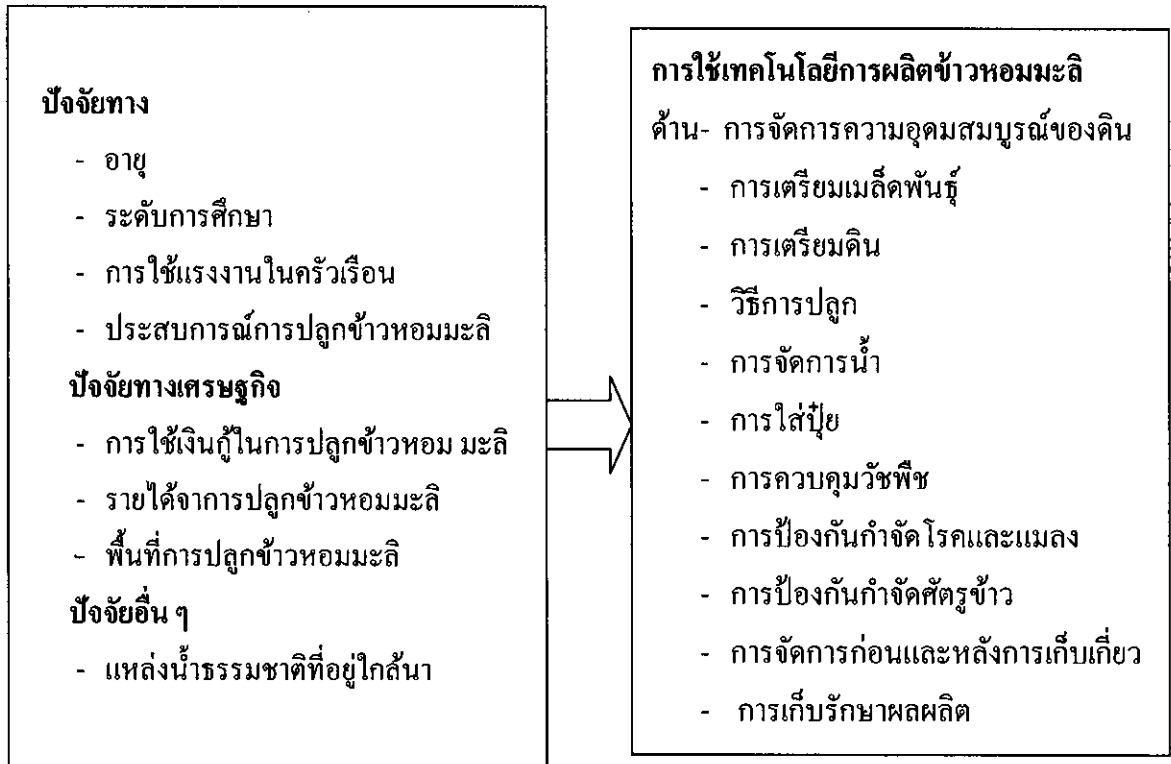 ปัจจัยทาง
- อายุ
- ระดับการศึกษา
- การใช้แรงงานในครัวเรือน
- ประสบการณ์การปลูกข้าวหอมมะลิ
ปัจจัยทางเศรษฐกิจ
- การใช้เงินกู้ในการปลูกข้าวหอม มะลิ
- รายได้จาการปลูกข้าวหอมมะลิ
- พื้นที่การปลูกข้าวหอมมะลิ
ปัจจัยอื่น ๆ
- แหล่งน้ำธรรมชาติที่อยู่ใกล้นา
การใช้เทคโนโลยีการผลิตข้าวหอมมะลิ
ด้าน- การจัดการความอุดมสมบูรณ์ของดิน
- การเตรียมเมล็ดพันธุ์
- การเตรียมดิน
- วิธีการปลูก
- การจัดการน้ำ
- การใส่ปุ๋ย
- การควบคุมวัชพืช
- การป้องกันกำจัดโรคและแมลง
- การป้องกันกำจัดศัตรูข้าว
- การจัดการก่อนและหลังการเก็บเกี่ยว
- การเก็บรักษาผลผลิต